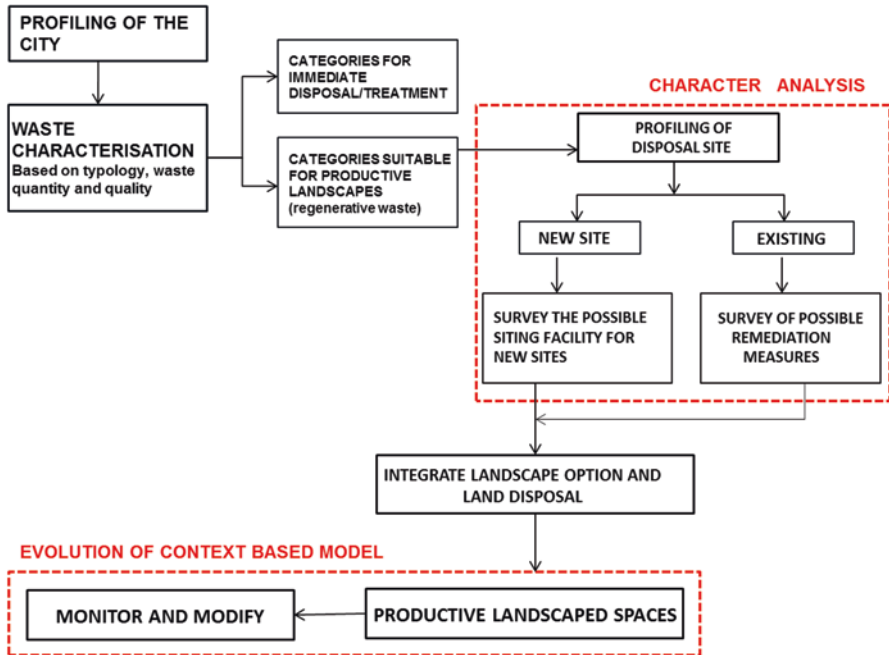 PROFILING OF THE
CITY
WASTE
CHARACTERISATION
Based on typology, waste
quantity and quality
CATEGORIES FOR
IMMEDIATE
DISPOSAL/TREATMENT
CATEGORIES SUITABLE
FOR PRODUCTIVE
LANDSCAPES
(regenerative waste)
CHARACTER ANALYSIS
PROFILING OF
DISPOSAL SITE
NEW SITE
EXISTING
SURVEY THE POSSIBLE
SITING FACILITY FOR
NEW SITES
SURVEY OF POSSIBLE
REMEDIATION
MEASURES
INTEGRATE LANDSCAPE OPTION AND
LAND DISPOSAL
EVOLUTION OF CONTEXT BASED MODEL
MONITOR AND MODIFY
PRODUCTIVE LANDSCAPED SPACES